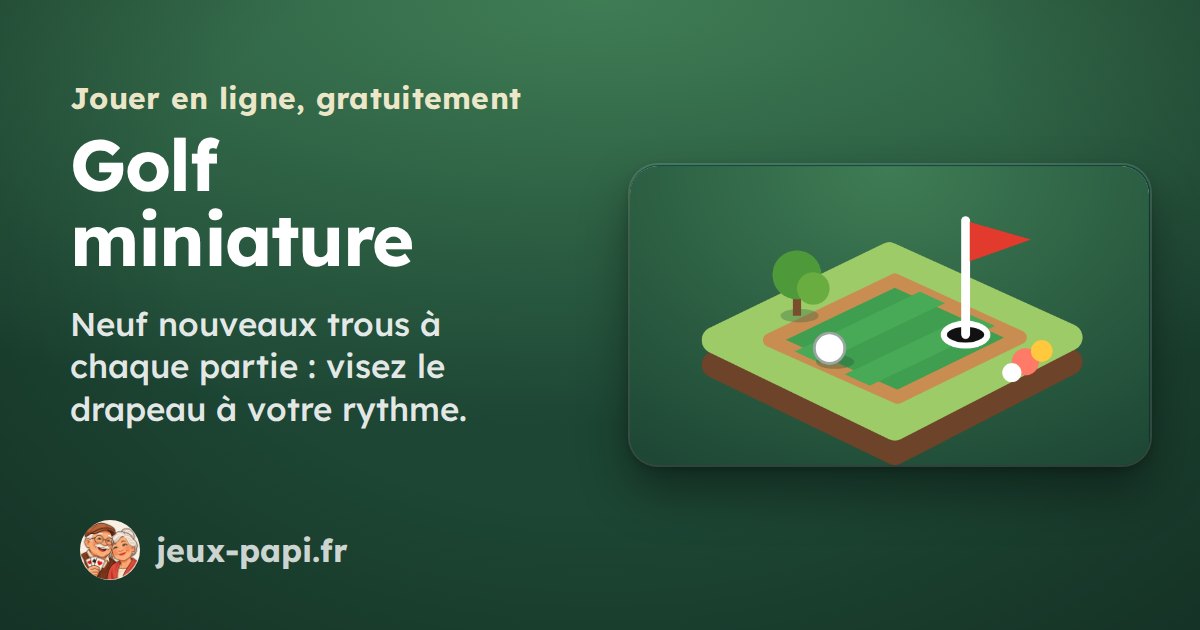 Jouer en ligne, gratuitement
Golf
miniature
Neuf nouveaux trous à
chaque partie : visez le
drapeau à votre rythme.
jeux-papi.fr